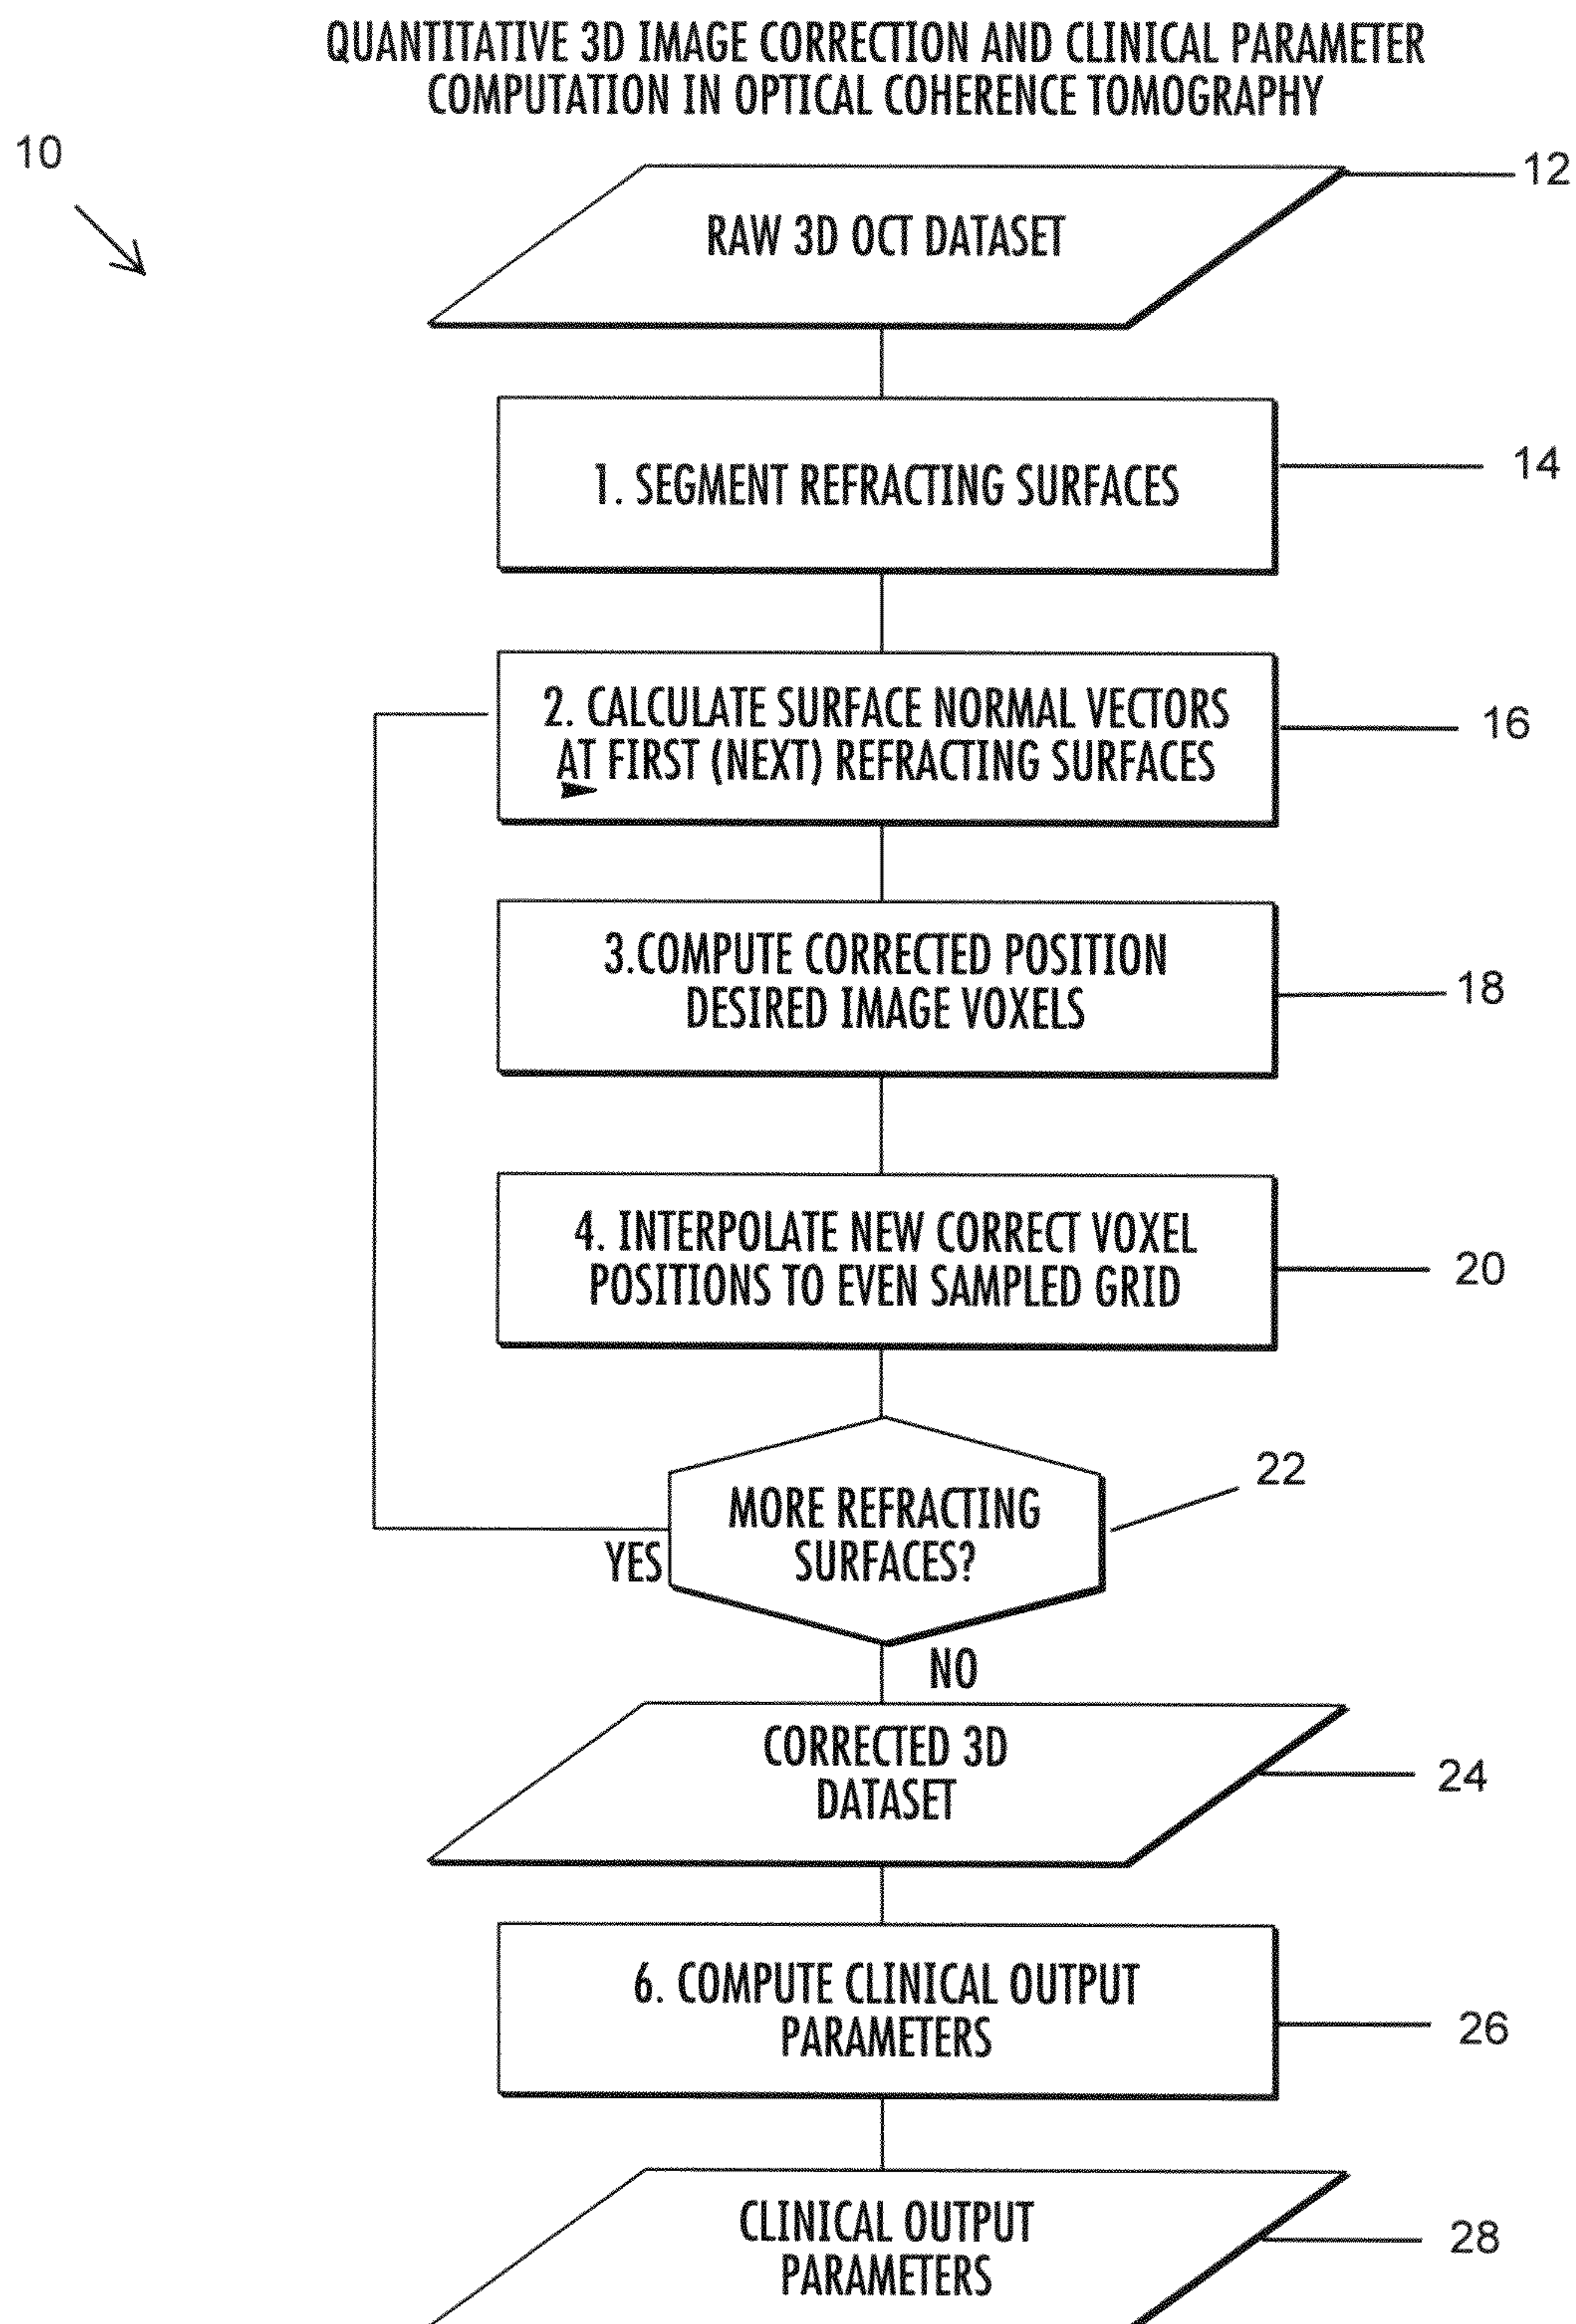 QUANTITATIVE 3D IMAGE CORRECTION AND CLINICAL PARAMETER
COMPUTATION IN OPTICAL COHERENCE TOMOGRAPHY
10
12
RAW 3D OCT DATASET
1. SEGMENT REFRACTING SURFACES
14
2. CALCULATE SURFACE NORMAL VECTORS
AT FIRST (NEXT) REFRACTING SURFACES
16
3.COMPUTE CORRECTED POSITION
DESIRED IMAGE VOXELS
18
4. INTERPOLATE NEW CORRECT VOXEL
POSITIONS TO EVEN SAMPLED GRID
20
MORE REFRACTING
SURFACES?
22
YES
NO
CORRECTED 3D
DATASET
24
6. COMPUTE CLINICAL OUTPUT
PARAMETERS
26
CLINICAL OUTPUT
PARAMETERS
28